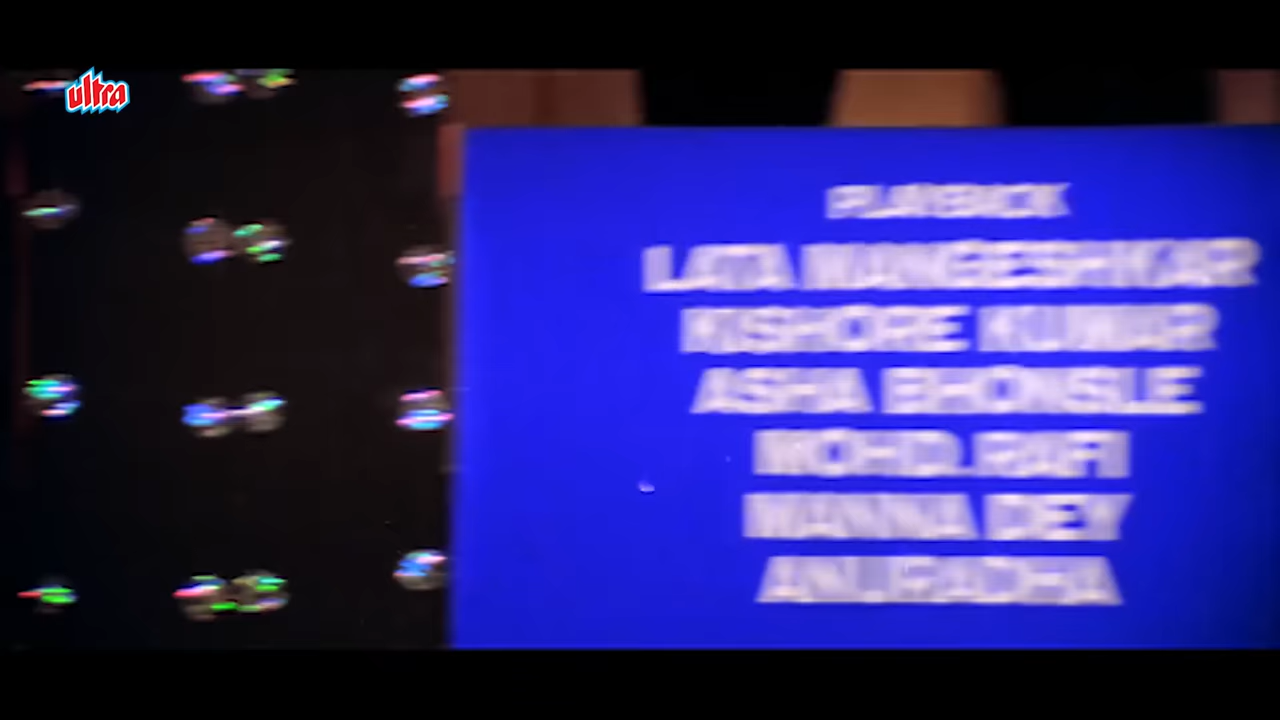 ultra
PLAYBACK
LATA MANGESHKAR
KISHORE KUMAR
ASHA BHONSLE
MOHD.RAFI
MANNA DEY
ANURADHA